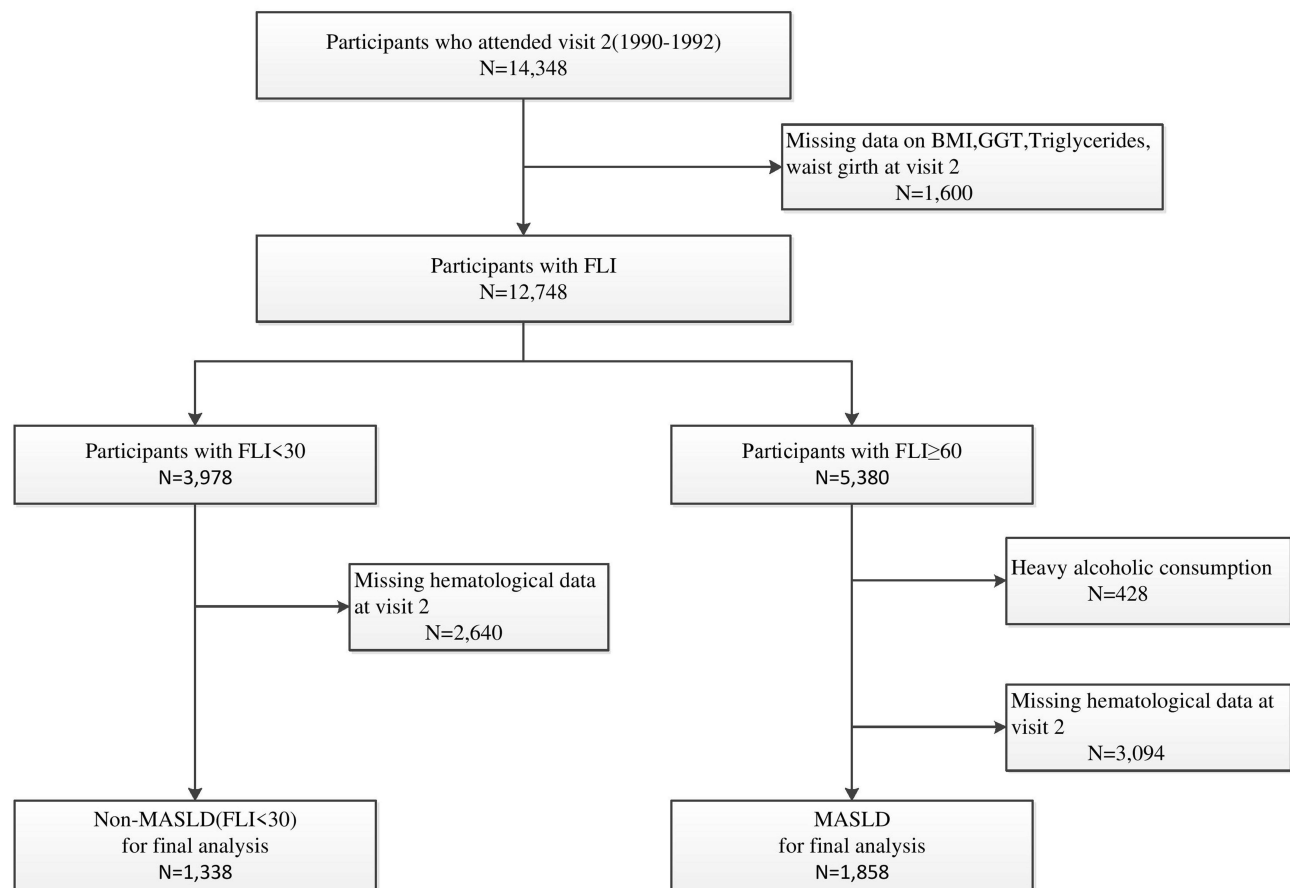 Participants who attended visit 2(1990-1992)
N=14,348
Missing data on BMI,GGT,Triglycerides,
waist girth at visit 2
N=1,600
Participants with FLI
N=12,748
Participants with FLI<30
N=3,978
Participants with FLI≥60
N=5,380
Heavy alcoholic consumption
N=428
Missing hematological data
at visit 2
N=2,640
Missing hematological data at
visit 2
N=3,094
Non-MASLD(FLI<30)
for final analysis
N=1,338
MASLD
for final analysis
N=1,858